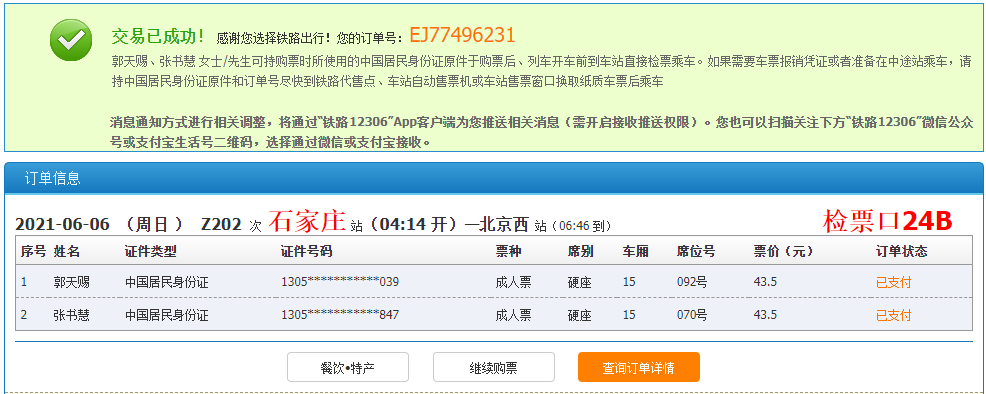 交易已成功！ 感谢您选择铁路出行！您的订单号：EJ77496231
郭天赐、张书慧 女士/先生可持购票时所使用的中国居民身份证原件于购票后、列车开车前到车站直接检票乘车。如果需要车票报销凭证或者准备在中途站乘车，请
持中国居民身份证原件和订单号尽快到铁路代售点、车站自动售票机或车站售票窗口换取纸质车票后乘车
消息通知方式进行相关调整，将通过“铁路12306”App客户端为您推送相关消息（需开启接收推送权限）。您也可以扫描关注下方“铁路12306”微信公众
号或支付宝生活号二维码，选择通过微信或支付宝接收。
订单信息
2021-06-06 （周日 ） Z202 次 石家庄 站（04:14 开）—北京西 站（06:46 到） 检票口24B
序号 姓名 证件类型 证件号码 票种 席别 车厢 席位号 票价（元） 订单状态
1 郭天赐 中国居民身份证 1305***********039 成人票 硬座 15 092号 43.5 已支付
2 张书慧 中国居民身份证 1305***********847 成人票 硬座 15 070号 43.5 已支付
餐饮•特产 继续购票 查询订单详情